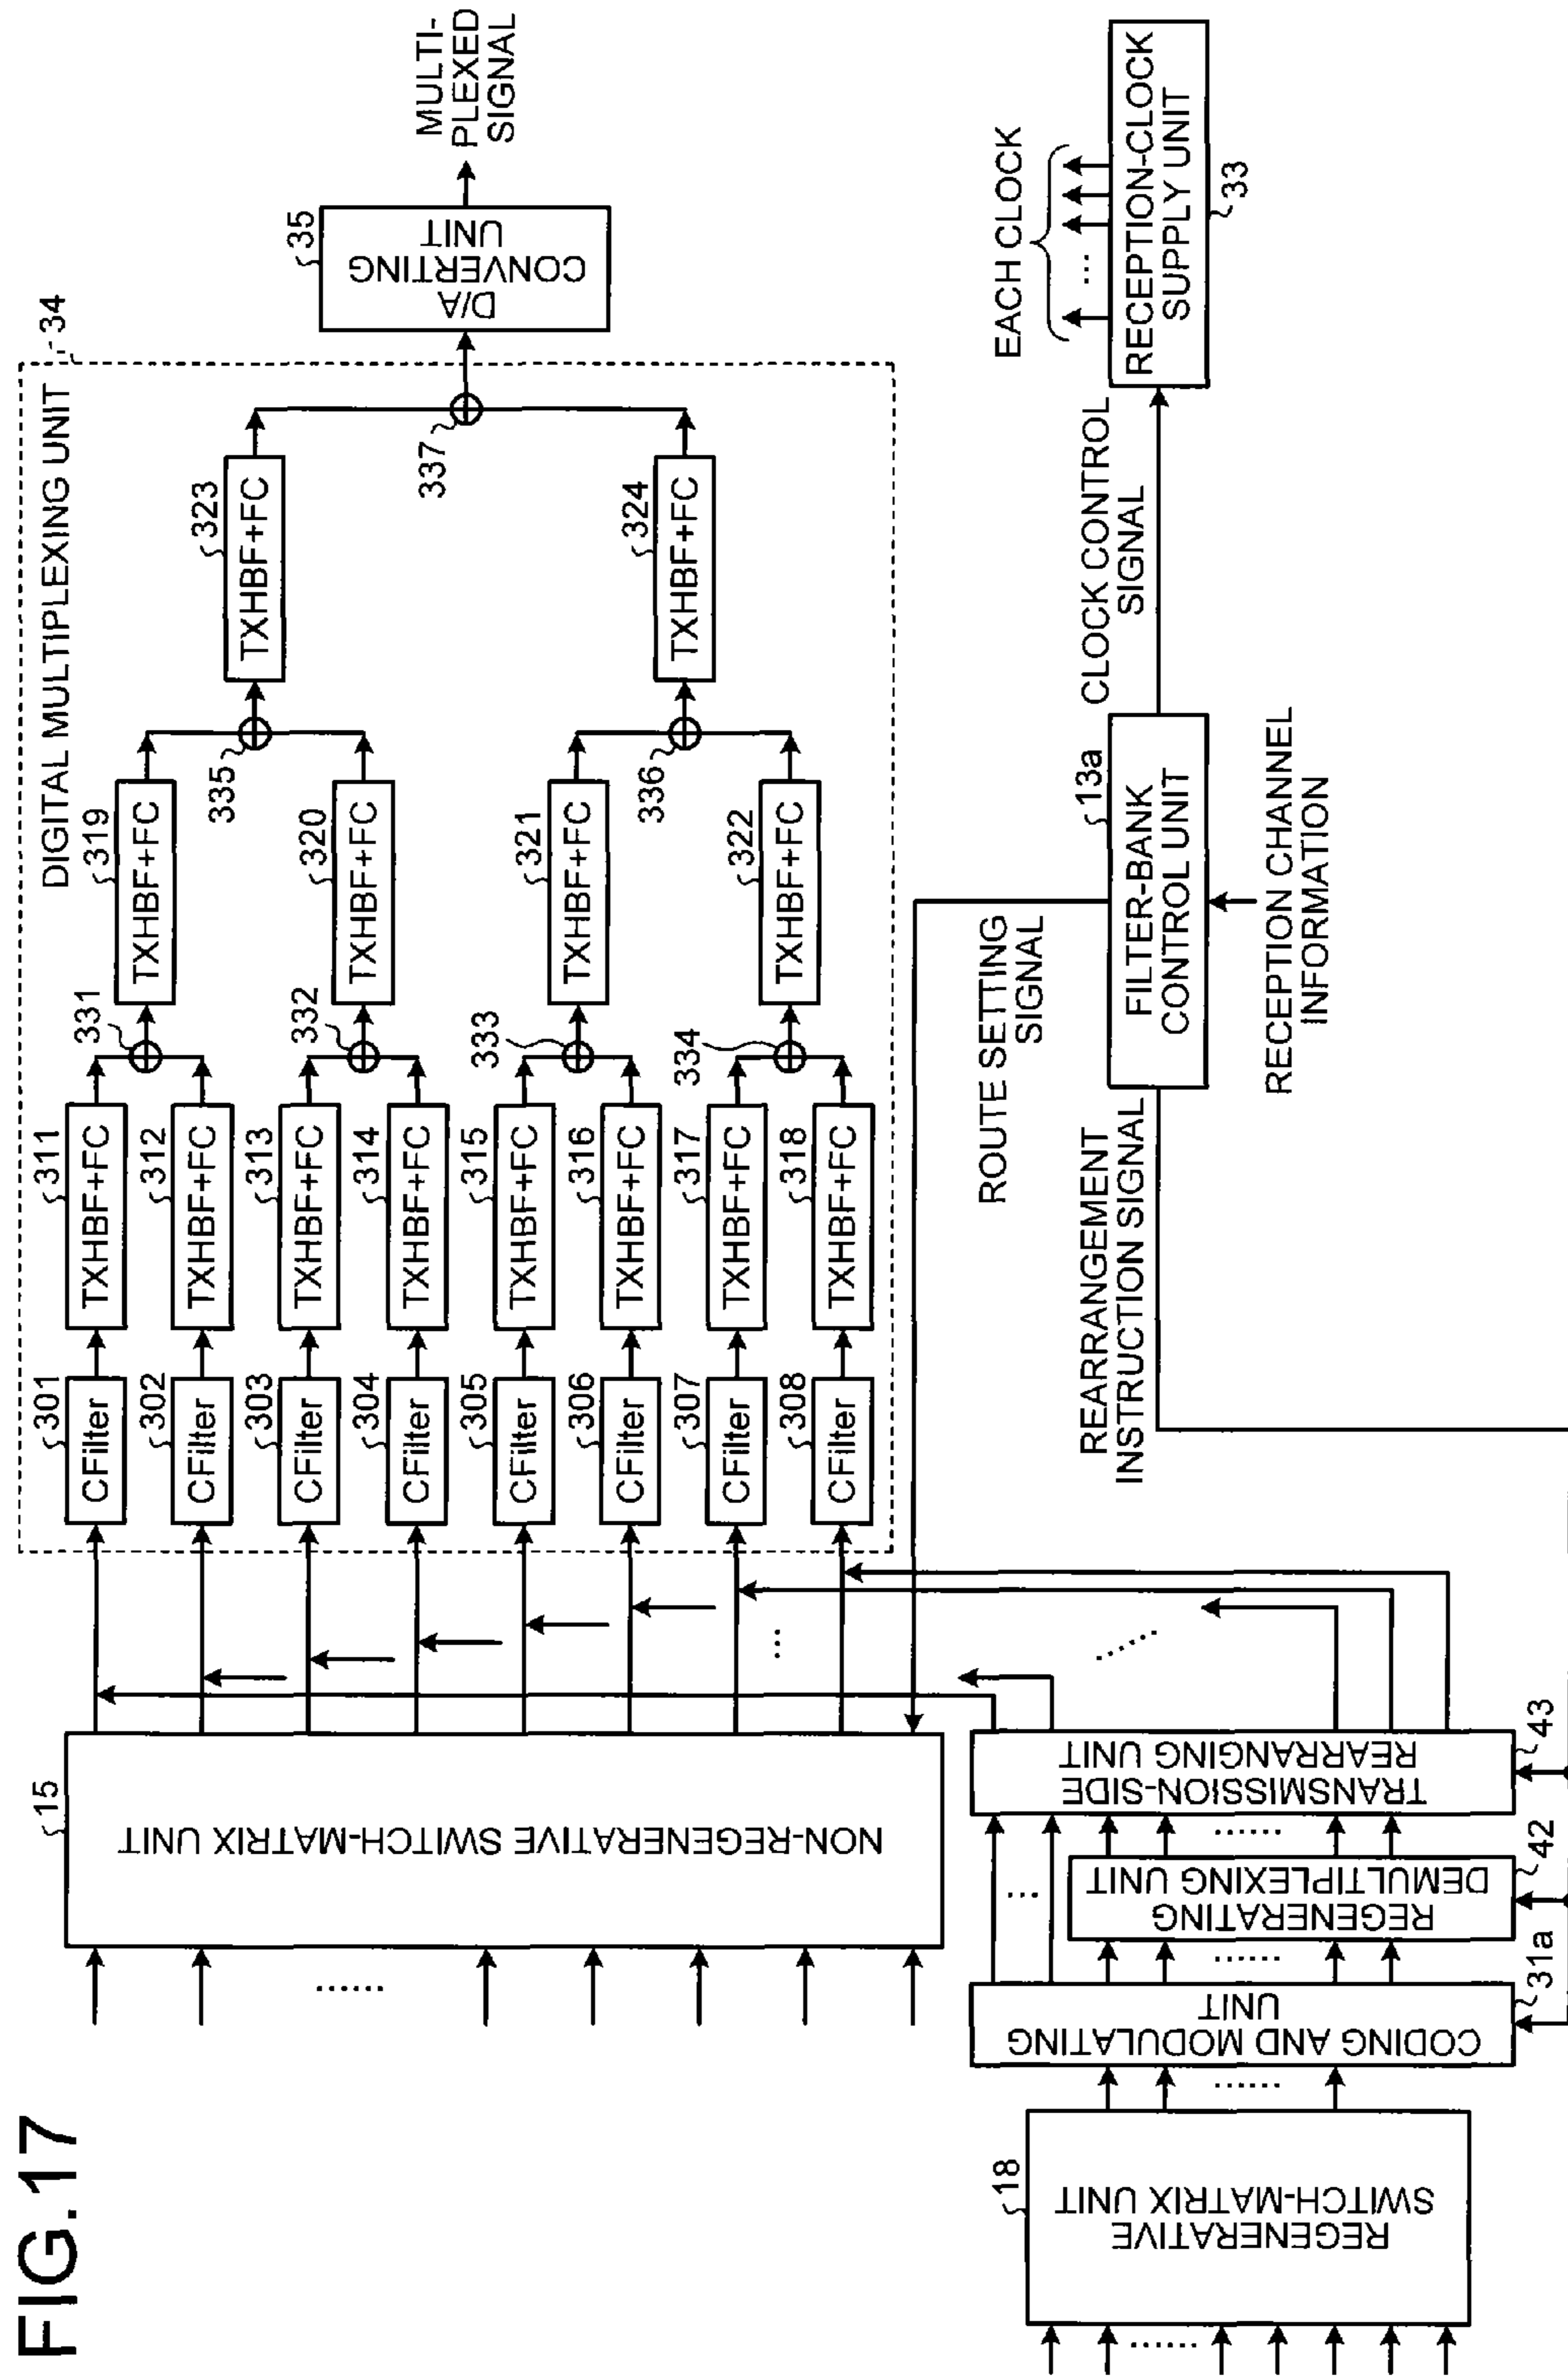 FIG.17
15
NON-REGENERATIVE SWITCH-MATRIX UNIT
DIGITAL MULTIPLEXING UNIT
34
301
CFilter
302
CFilter
303
CFilter
304
CFilter
305
CFilter
306
CFilter
307
CFilter
308
CFilter
311
TXHBF+FC
312
TXHBF+FC
313
TXHBF+FC
314
TXHBF+FC
315
TXHBF+FC
316
TXHBF+FC
317
TXHBF+FC
318
TXHBF+FC
331
332
333
334
319
TXHBF+FC
320
TXHBF+FC
321
TXHBF+FC
322
TXHBF+FC
335
336
323
TXHBF+FC
324
TXHBF+FC
337
35
D/A
CONVERTING
UNIT
MULTI-
PLEXED
SIGNAL
18
REGENERATIVE
SWITCH-MATRIX UNIT
CODING AND MODULATING
UNIT
31a
REGENERATING
DEMULTIPLEXING UNIT
42
TRANSMISSION-SIDE
REARRANGING UNIT
43
REARRANGEMENT
INSTRUCTION SIGNAL
ROUTE SETTING
SIGNAL
13a
FILTER-BANK
CONTROL UNIT
RECEPTION CHANNEL
INFORMATION
CLOCK CONTROL
SIGNAL
EACH CLOCK
RECEPTION-CLOCK
SUPPLY UNIT
33